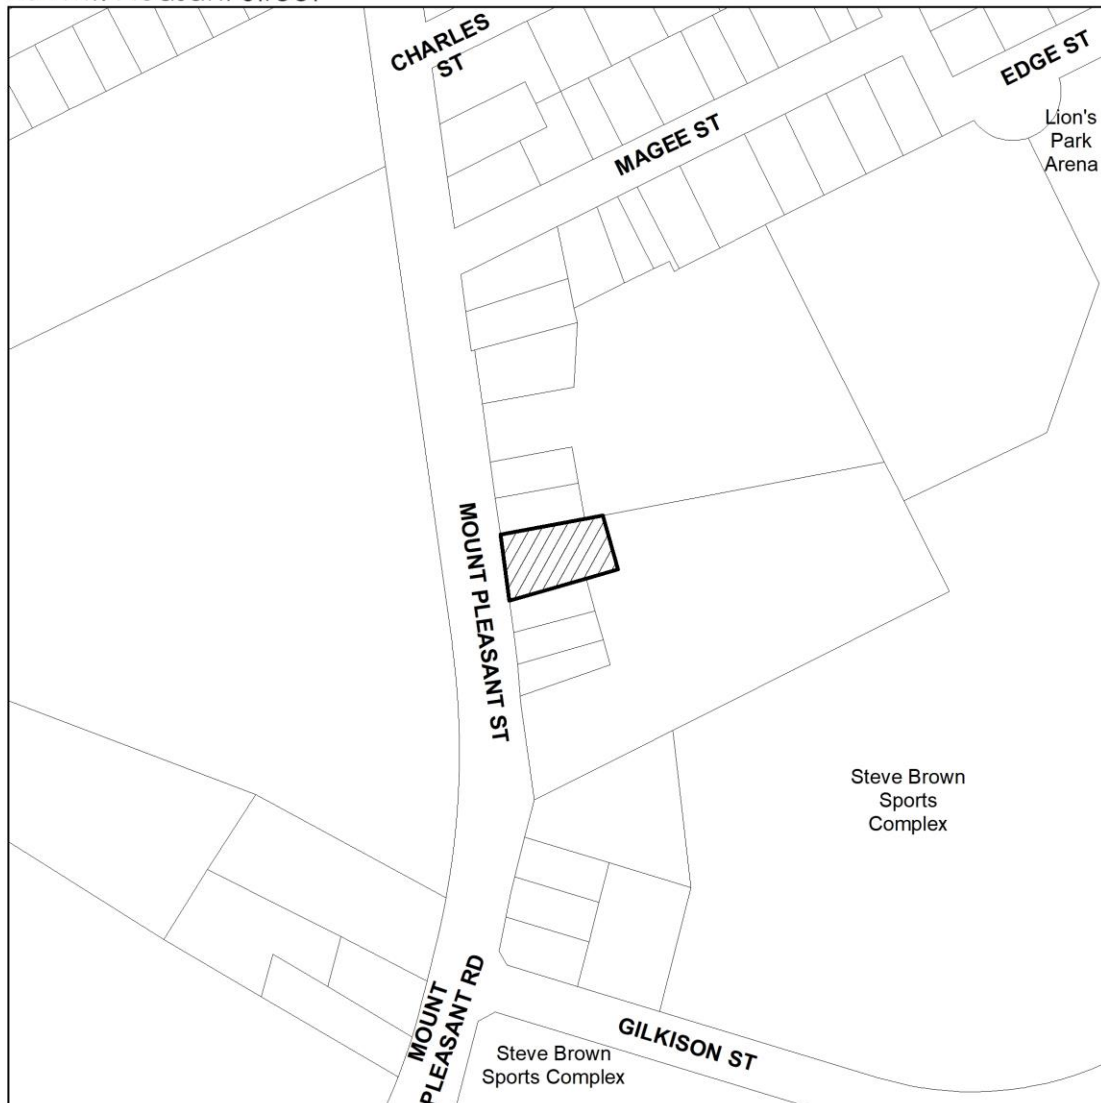 CHARLES
ST
EDGE ST
MAGEE ST
Lion's
Park
Arena
MOUNT PLEASANT ST
Steve Brown
Sports
Complex
MOUNT
PLEASANT RD
GILKISON ST
Steve Brown
Sports Complex